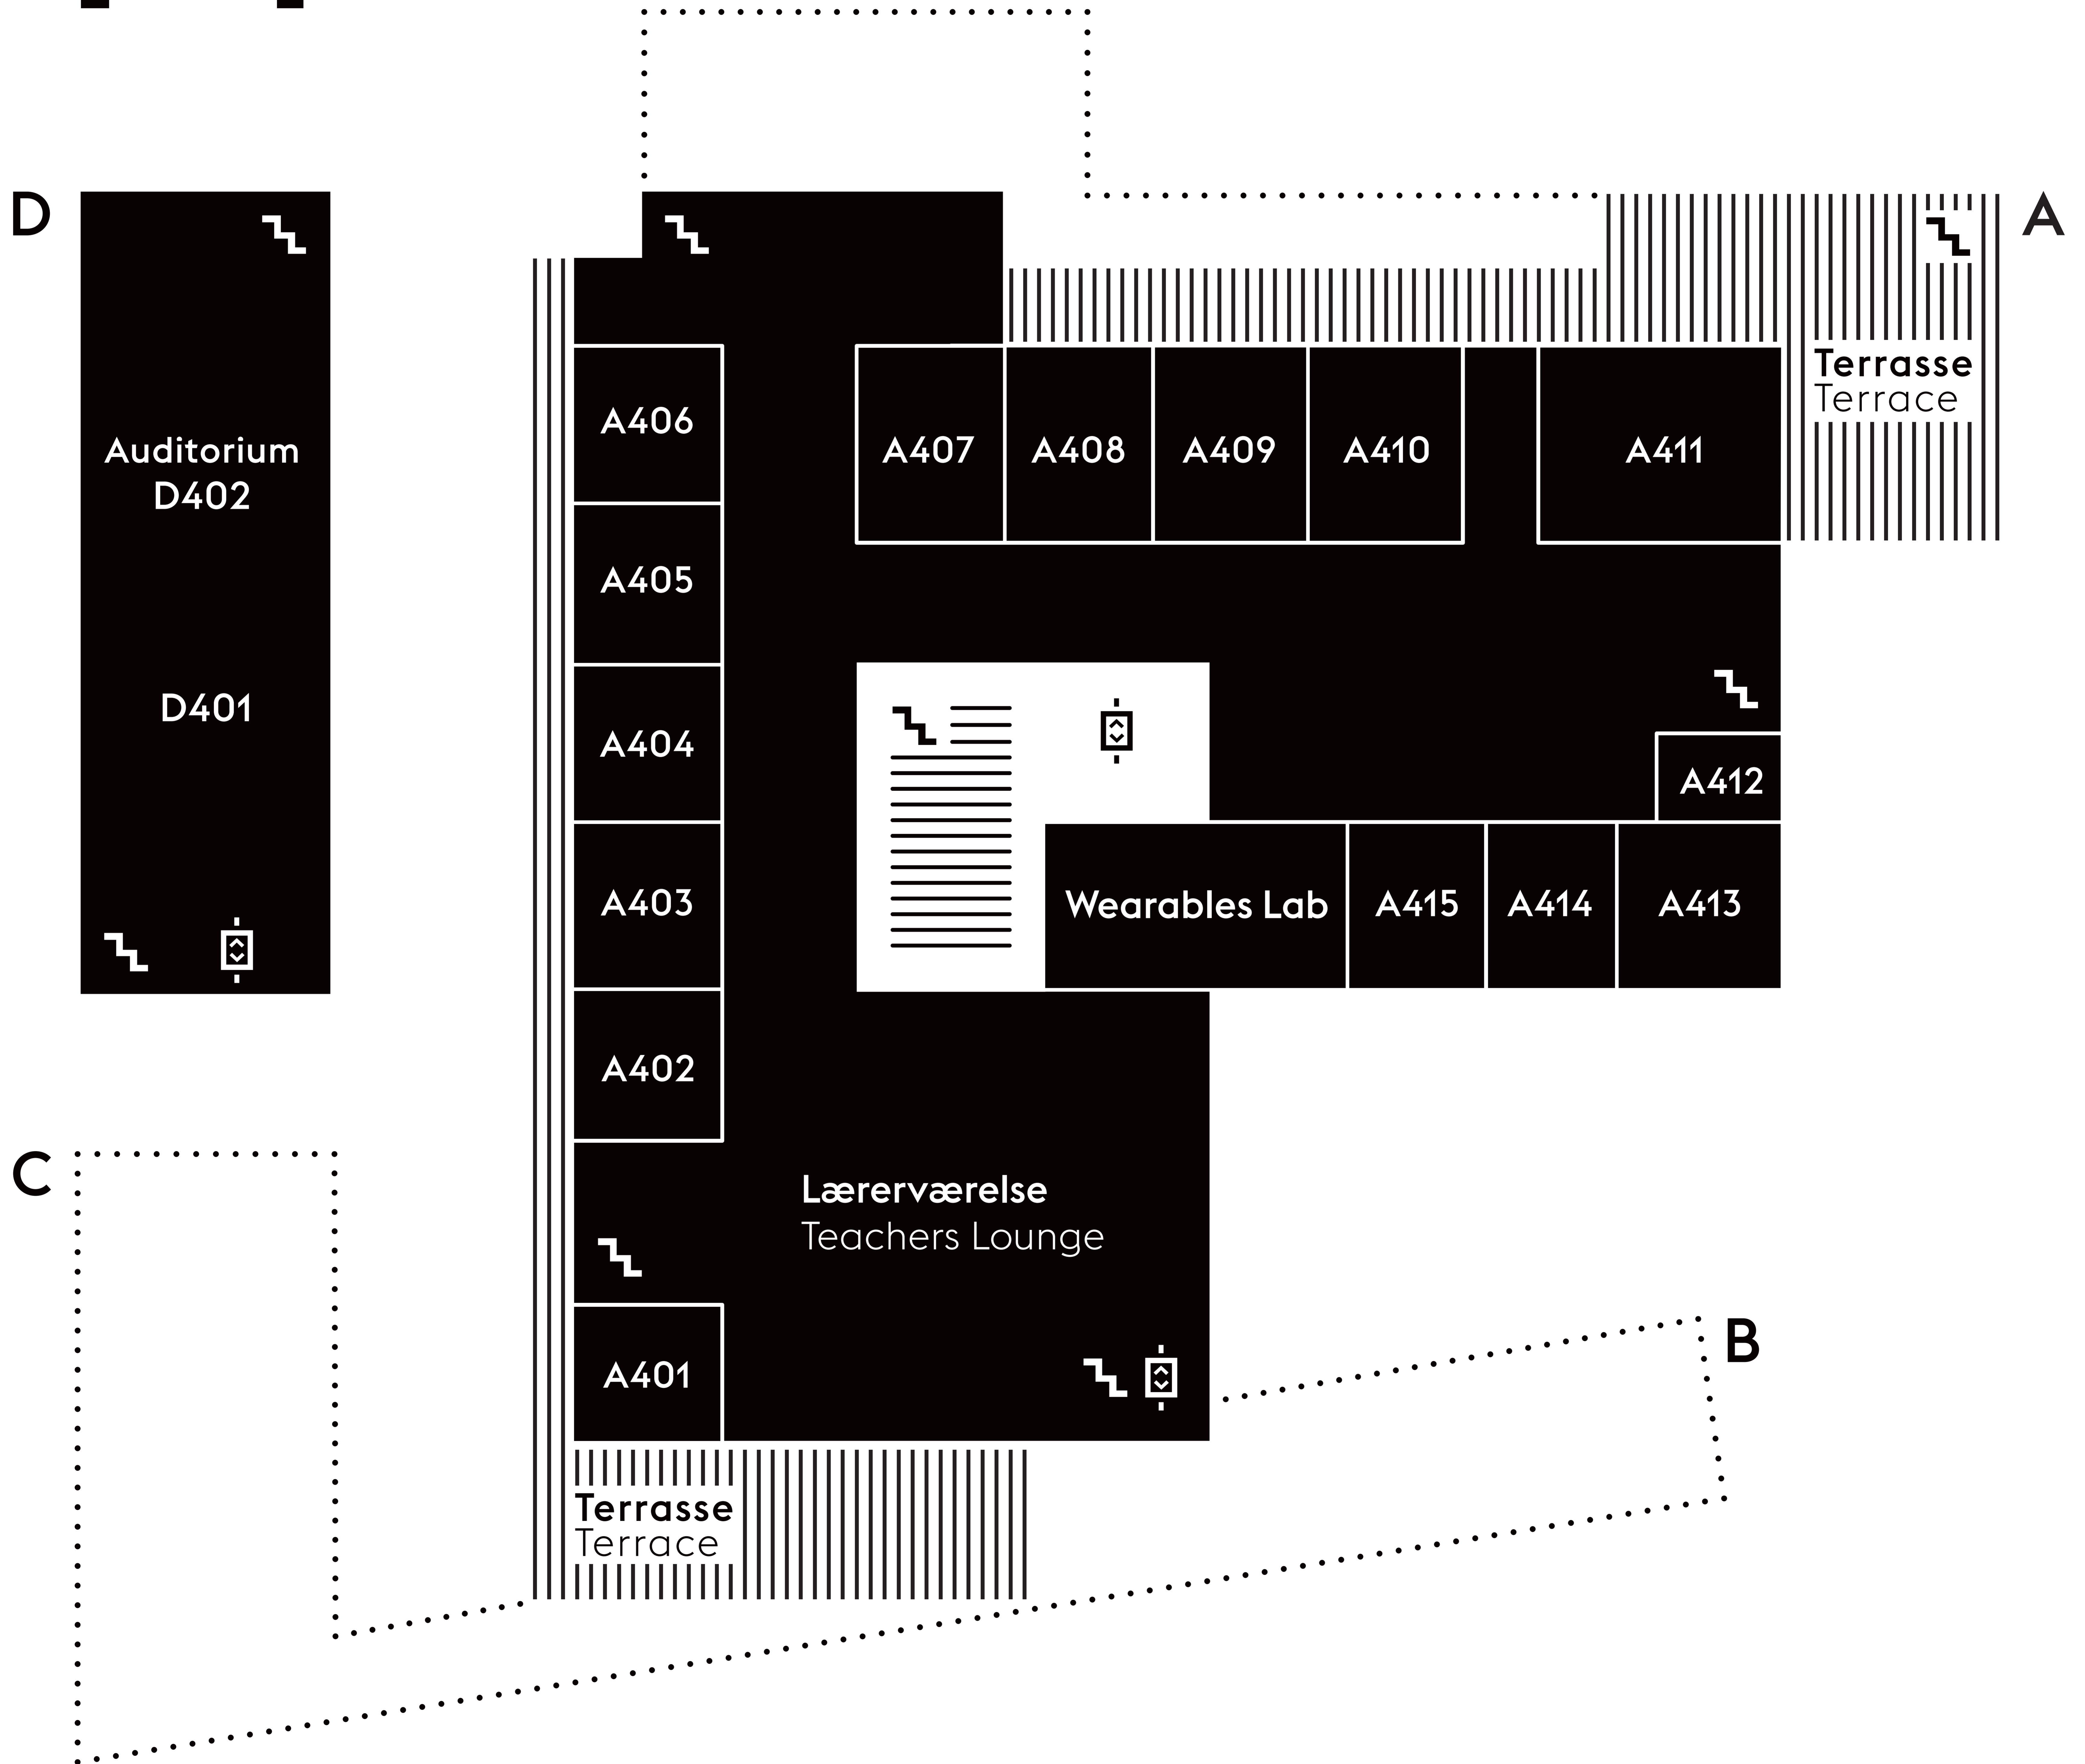 D
A
Terrasse
Terrace
A406
A407
A408
A409
A410
A411
Auditorium
D402
A405
D401
A404
A412
A403
Wearables Lab
A415
A414
A413
A402
C
Lærerværelse
Teachers Lounge
B
A401
Terrasse
Terrace